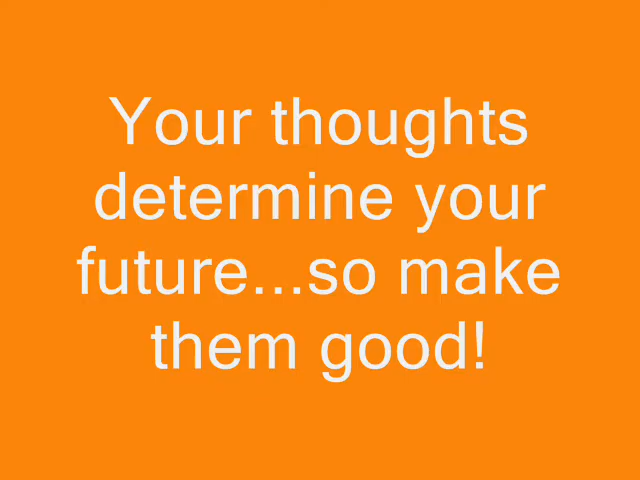 Your thoughts
determine your
future...so make
them good!